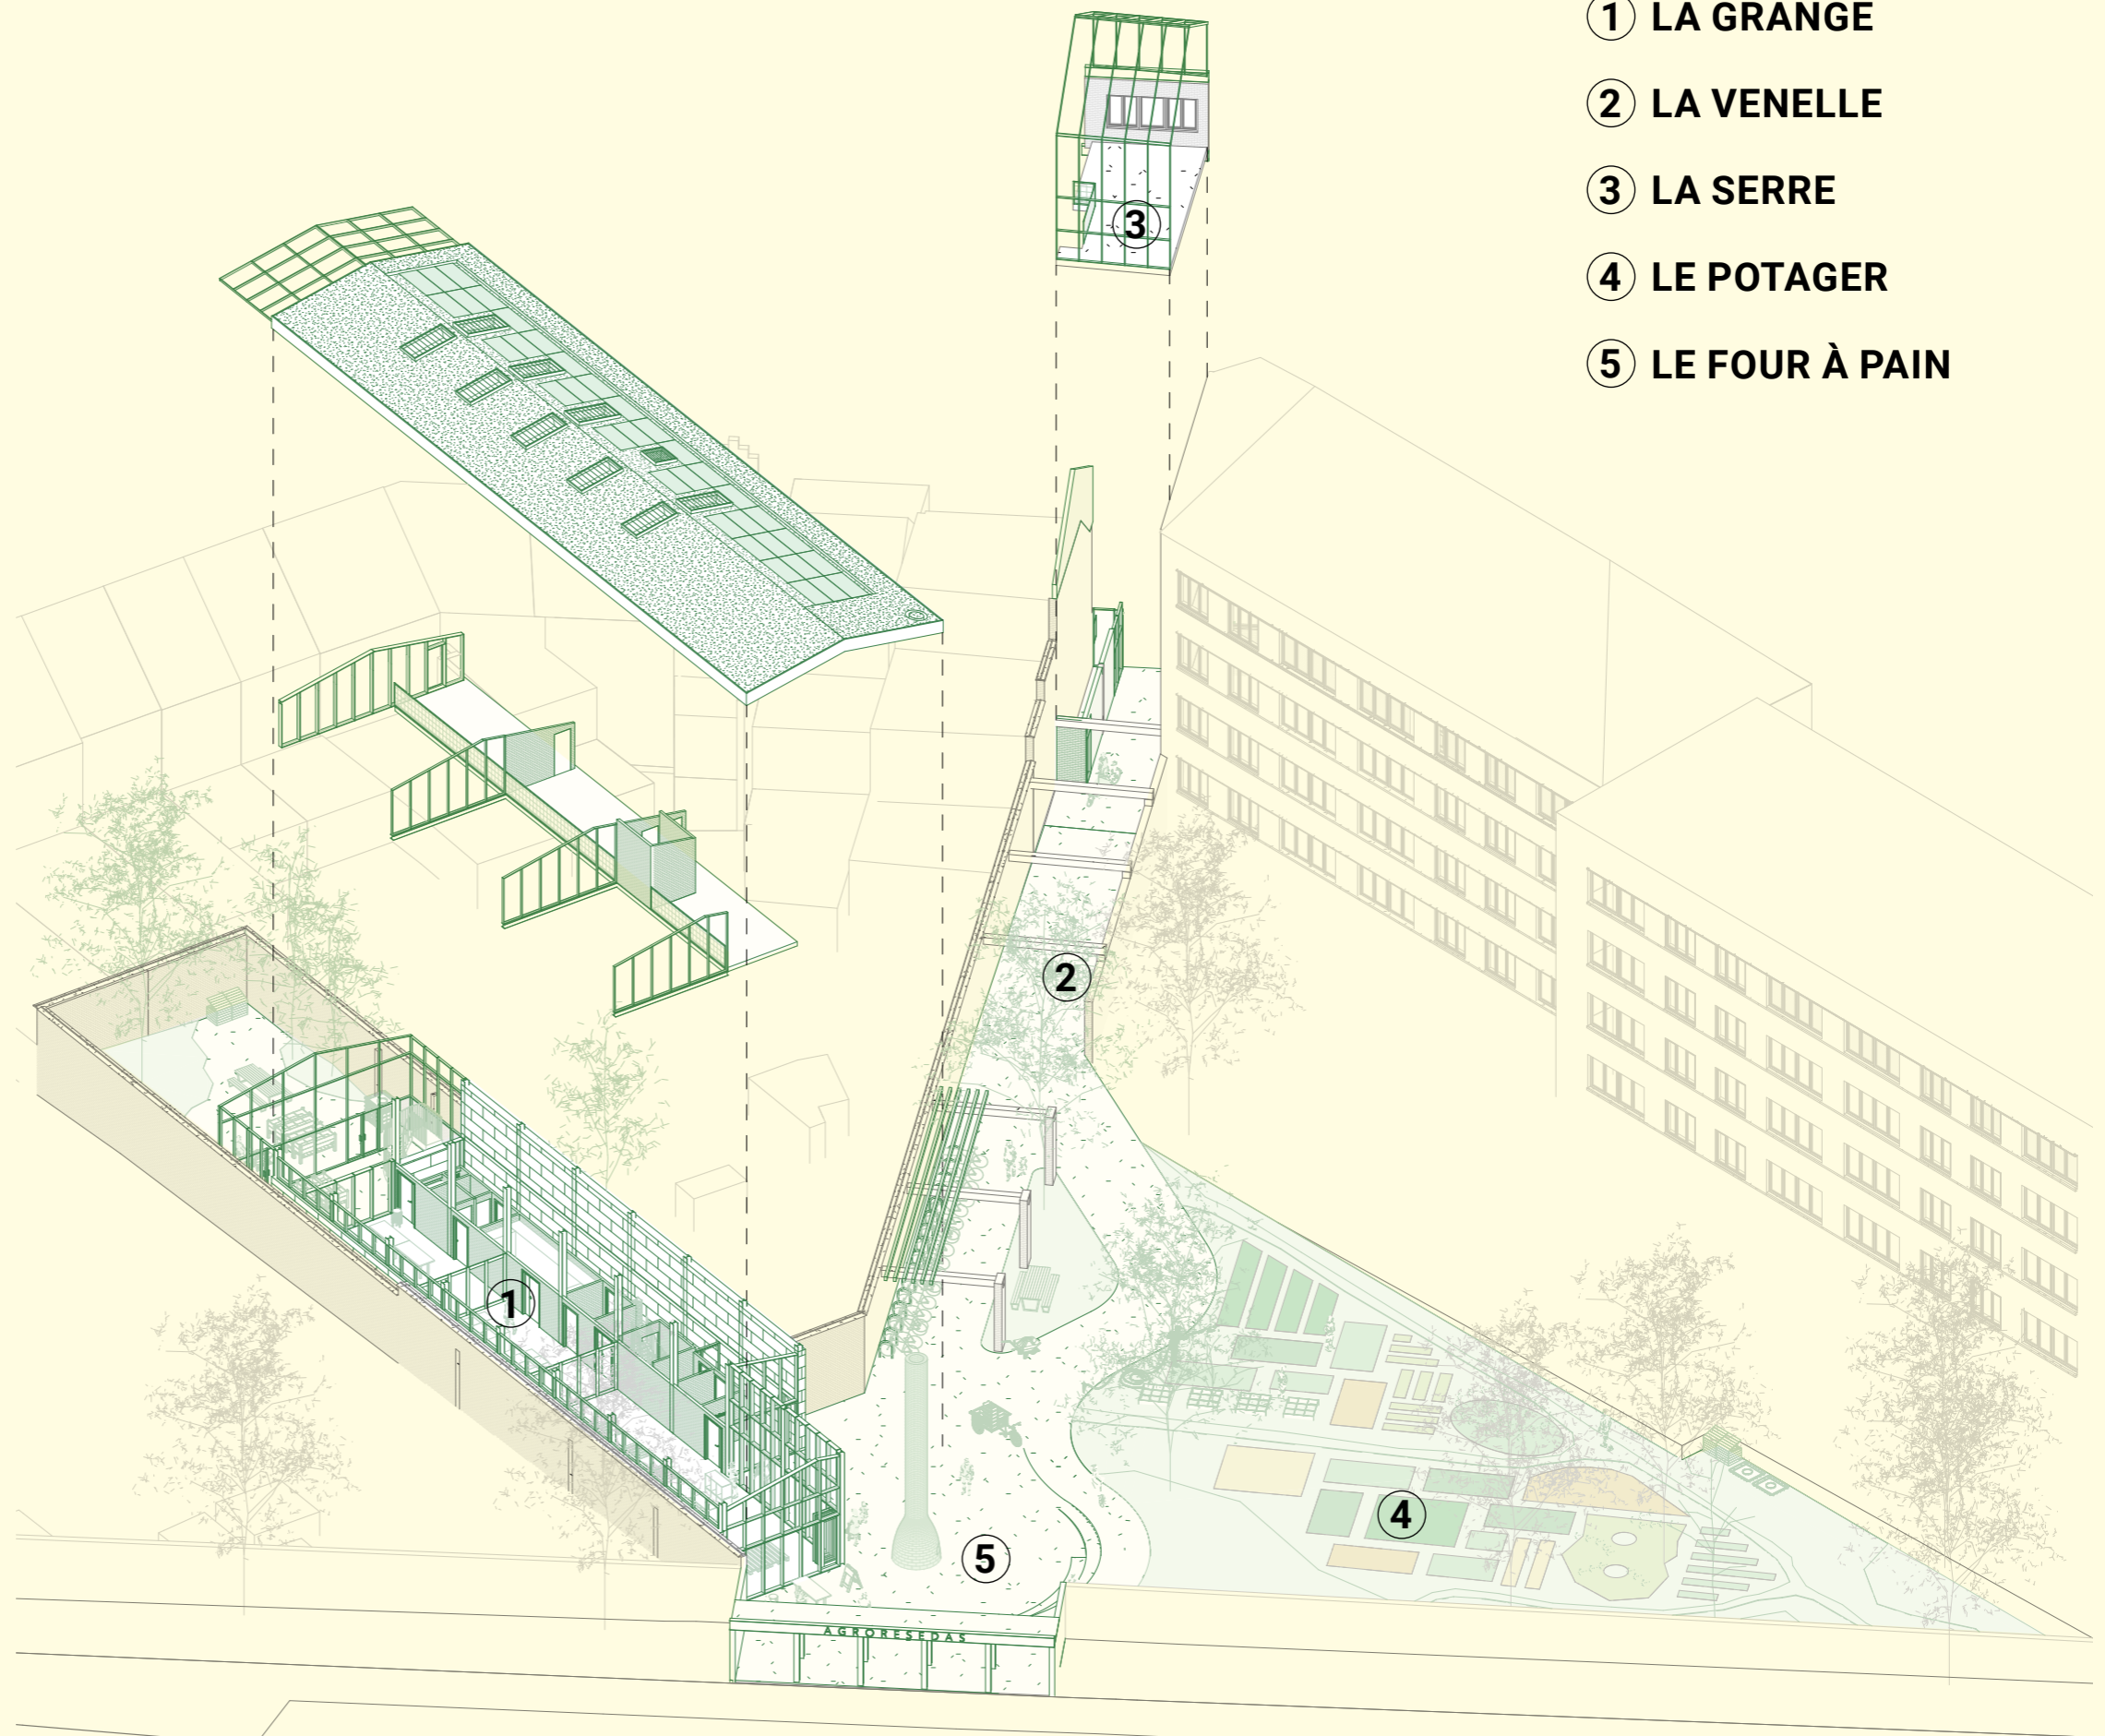 1 LA GRANGE
2 LA VENELLE
3 LA SERRE
4 LE POTAGER
5 LE FOUR À PAIN
3
2
1
4
5
AGRORESEDAS